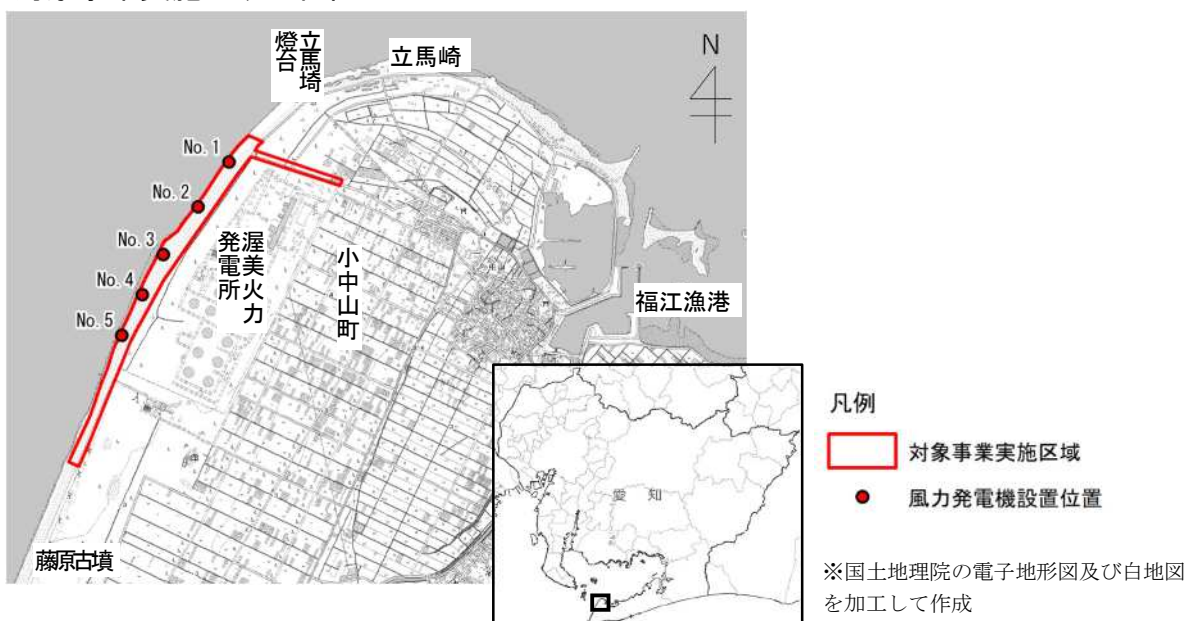 立馬埼
燈台
立馬崎
N
No. 1
No. 2
No. 3
No. 4
No. 5
渥美火力
発電所
小中山町
福江漁港
藤原古墳
愛知
凡例
対象事業実施区域
風力発電機設置位置
※国土地理院の電子地形図及び白地図
を加工して作成